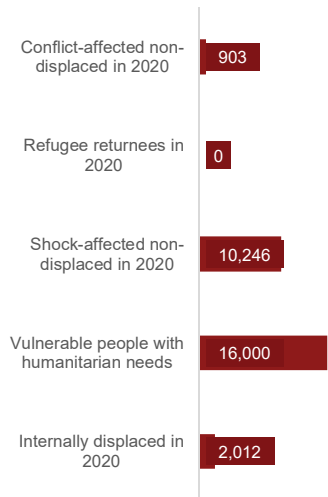 Conflict-affected non-
displaced in 2020
903
Refugee returnees in
2020
0
Shock-affected non-
displaced in 2020
10,246
Vulnerable people with
humanitarian needs
16,000
Internally displaced in
2020
2,012